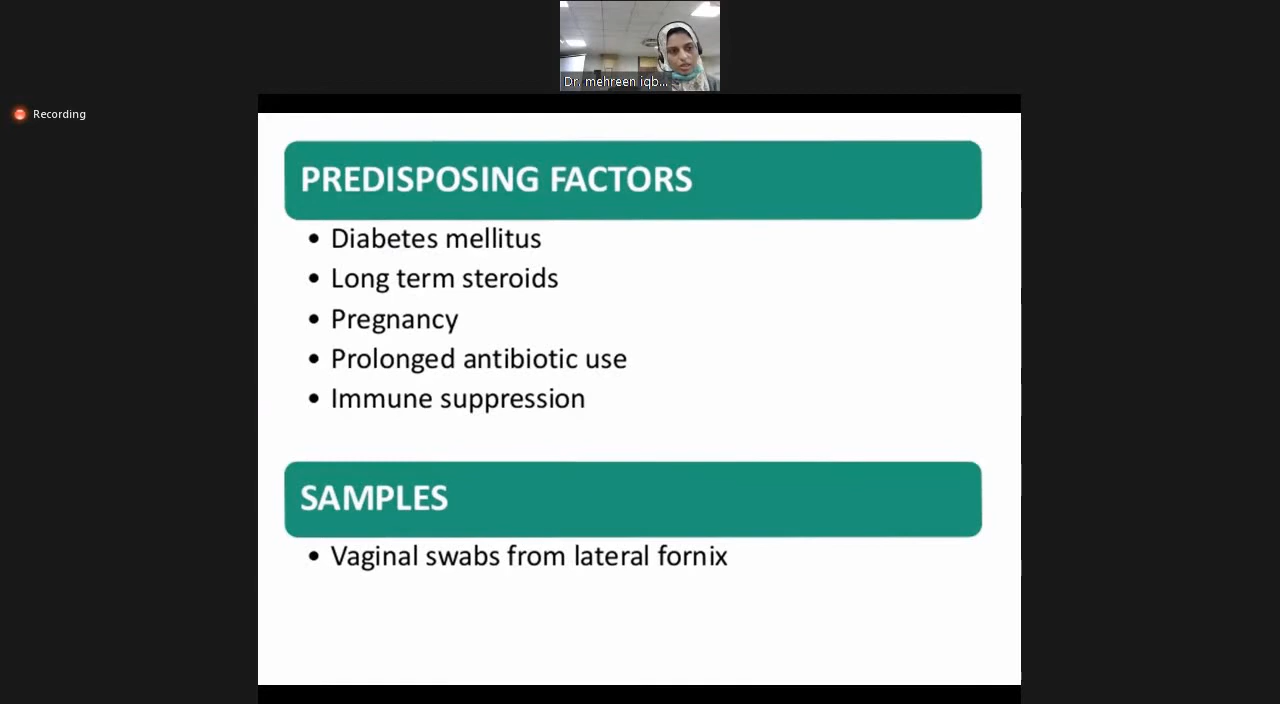 Dr. mehreen iqb...
Recording
PREDISPOSING FACTORS
• Diabetes mellitus
• Long term steroids
• Pregnancy
• Prolonged antibiotic use
• Immune suppression
SAMPLES
• Vaginal swabs from lateral fornix